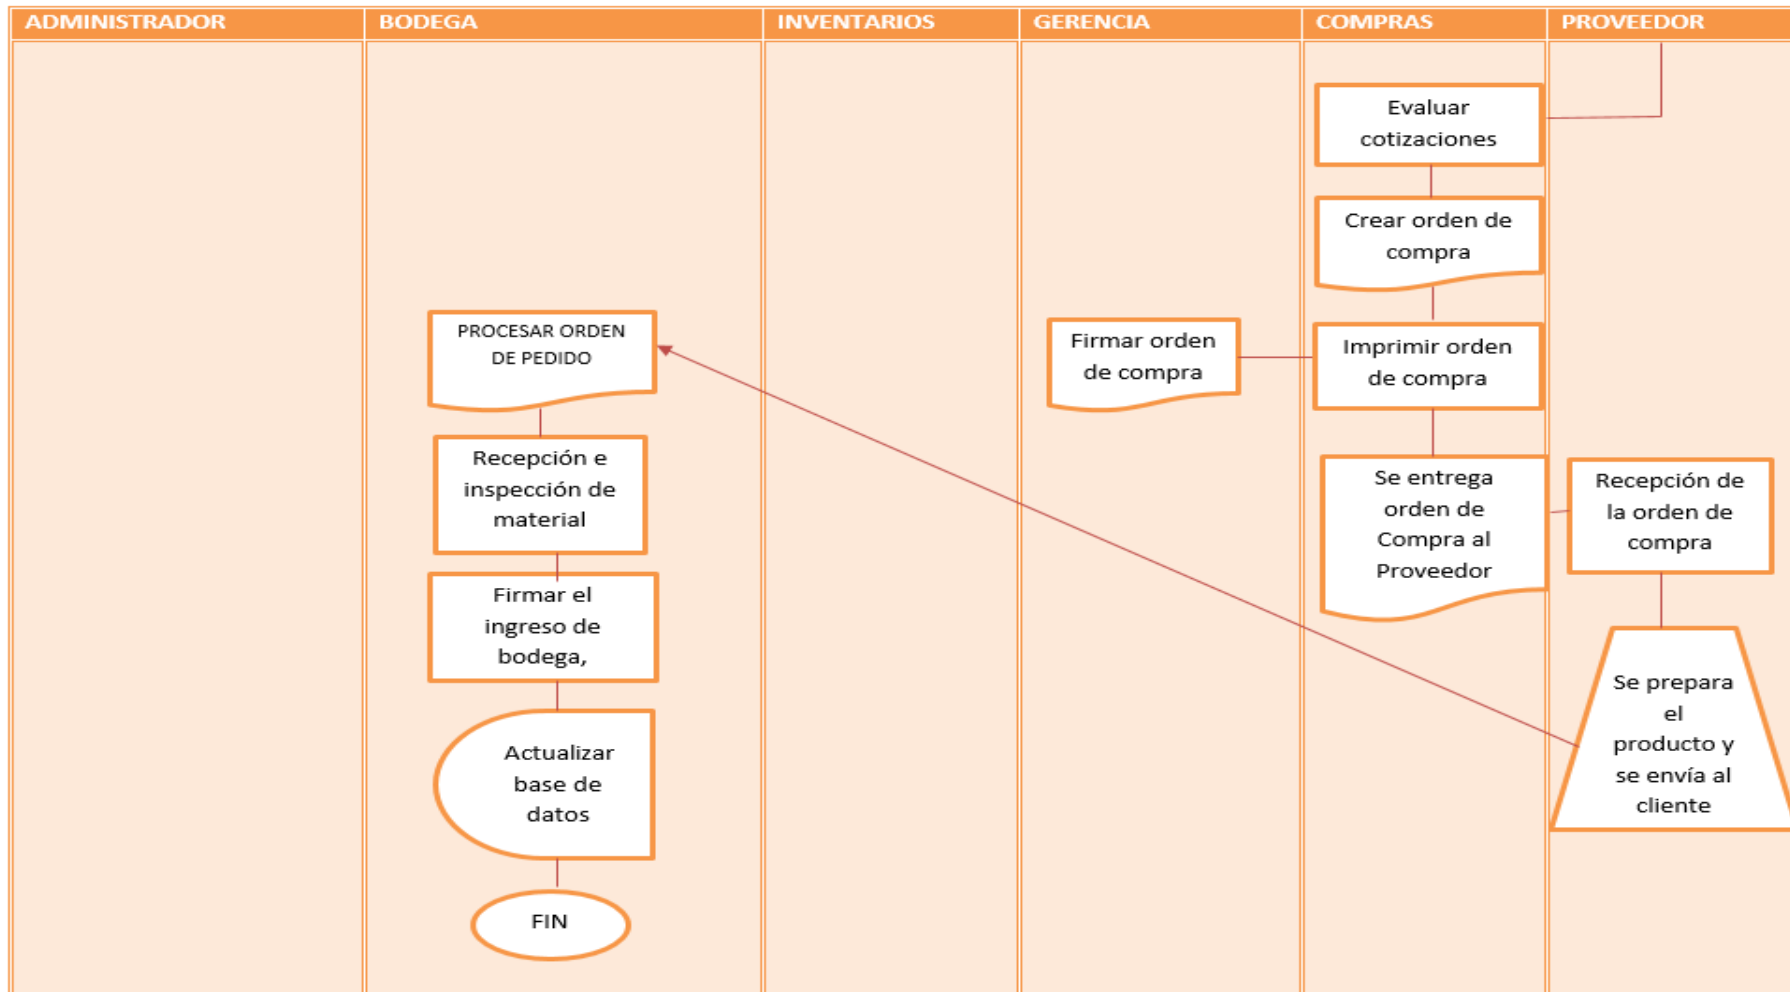 ADMINISTRADOR
BODEGA
INVENTARIOS
GERENCIA
COMPRAS
PROVEEDOR
Evaluar
cotizaciones
Crear orden de
compra
Imprimir orden
de compra
Firmar orden
de compra
Se entrega
orden de
Compra al
Proveedor
Recepción de
la orden de
compra
Se prepara
el
producto y
se envía al
cliente
PROCESAR ORDEN
DE PEDIDO
Recepción e
inspección de
material
Firmar el
ingreso de
bodega,
Actualizar
base de
datos
FIN